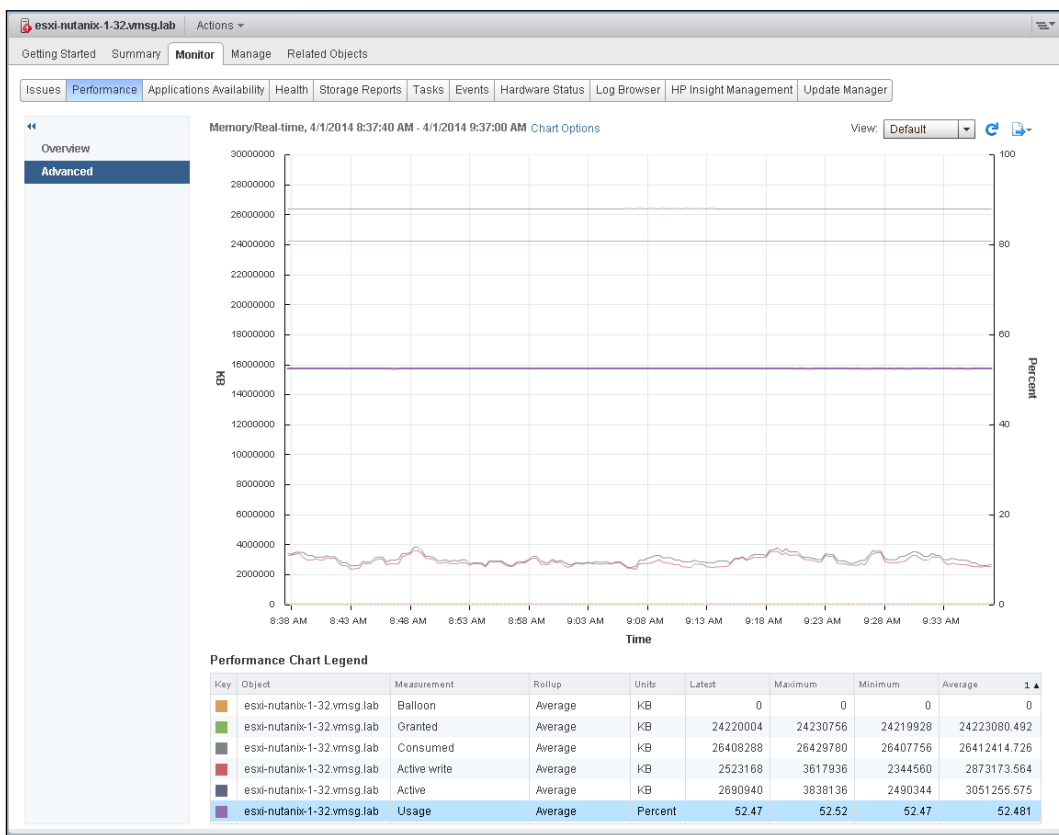 esxi-nutanix-1-32.vmsg.lab Actions
Getting Started Summary Monitor Manage Related Objects
Issues Performance Applications Availability Health Storage Reports Tasks Events Hardware Status Log Browser HP Insight Management Update Manager
Overview
Advanced
Memory/Real-time, 4/1/2014 8:37:40 AM - 4/1/2014 9:37:00 AM Chart Options View: Default
30000000 100
28000000
26000000
24000000 80
22000000
20000000
18000000 60
16000000
14000000
12000000 40
10000000
8000000
6000000 20
4000000
2000000
0 0
KB
Percent
8:38 AM 8:43 AM 8:48 AM 8:53 AM 8:58 AM 9:03 AM 9:08 AM 9:13 AM 9:18 AM 9:23 AM 9:28 AM 9:33 AM
Time
Performance Chart Legend
Key Object Measurement Rollup Units Latest Maximum Minimum Average 1 ▲
esxi-nutanix-1-32.vmsg.lab Balloon Average KB 0 0 0 0
esxi-nutanix-1-32.vmsg.lab Granted Average KB 24220004 24230756 24219928 24223080.492
esxi-nutanix-1-32.vmsg.lab Consumed Average KB 26408288 26429780 26407756 26412414.726
esxi-nutanix-1-32.vmsg.lab Active write Average KB 2523168 3617936 2344560 2873173.564
esxi-nutanix-1-32.vmsg.lab Active Average KB 2690940 3838136 2490344 3051255.575
esxi-nutanix-1-32.vmsg.lab Usage Average Percent 52.47 52.52 52.47 52.481